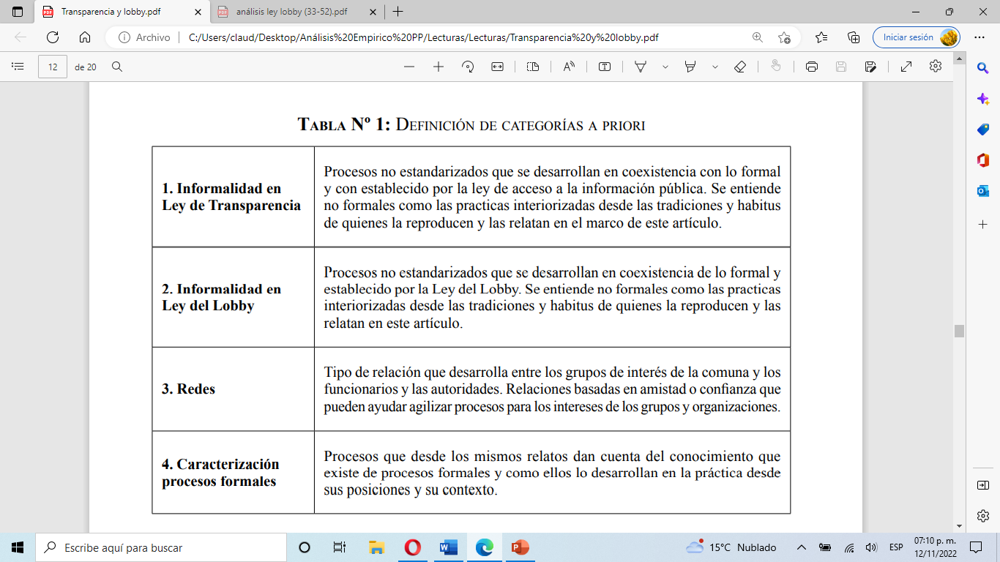 Transparencia y lobby.pdf
análisis ley lobby (33-52).pdf
Archivo
C:/Users/claud/Desktop/Análisis%20Empirico%20PP/Lecturas/Lecturas/Transparencia%20y%20lobby.pdf
Iniciar sesión
12
de 20
TABLA Nº 1: DEFINICIÓN DE CATEGORÍAS A PRIORI
1. Informalidad en
Ley de Transparencia
Procesos no estandarizados que se desarrollan en coexistencia con lo formal
y con establecido por la ley de acceso a la información pública. Se entiende
no formales como las practicas interiorizadas desde las tradiciones y habitus
de quienes la reproducen y las relatan en el marco de este artículo.
2. Informalidad en
Ley del Lobby
Procesos no estandarizados que se desarrollan en coexistencia de lo formal y
establecido por la Ley del Lobby. Se entiende no formales como las practicas
interiorizadas desde las tradiciones y habitus de quienes la reproducen y las
relatan en este artículo.
3. Redes
Tipo de relación que desarrolla entre los grupos de interés de la comuna y los
funcionarios y las autoridades. Relaciones basadas en amistad o confianza que
pueden ayudar agilizar procesos para los intereses de los grupos y organizaciones.
4. Caracterización
procesos formales
Procesos que desde los mismos relatos dan cuenta del conocimiento que
existe de procesos formales y como ellos lo desarrollan en la práctica desde
sus posiciones y su contexto.
Escribe aquí para buscar
15°C Nublado
ESP
07:10 p. m.
12/11/2022